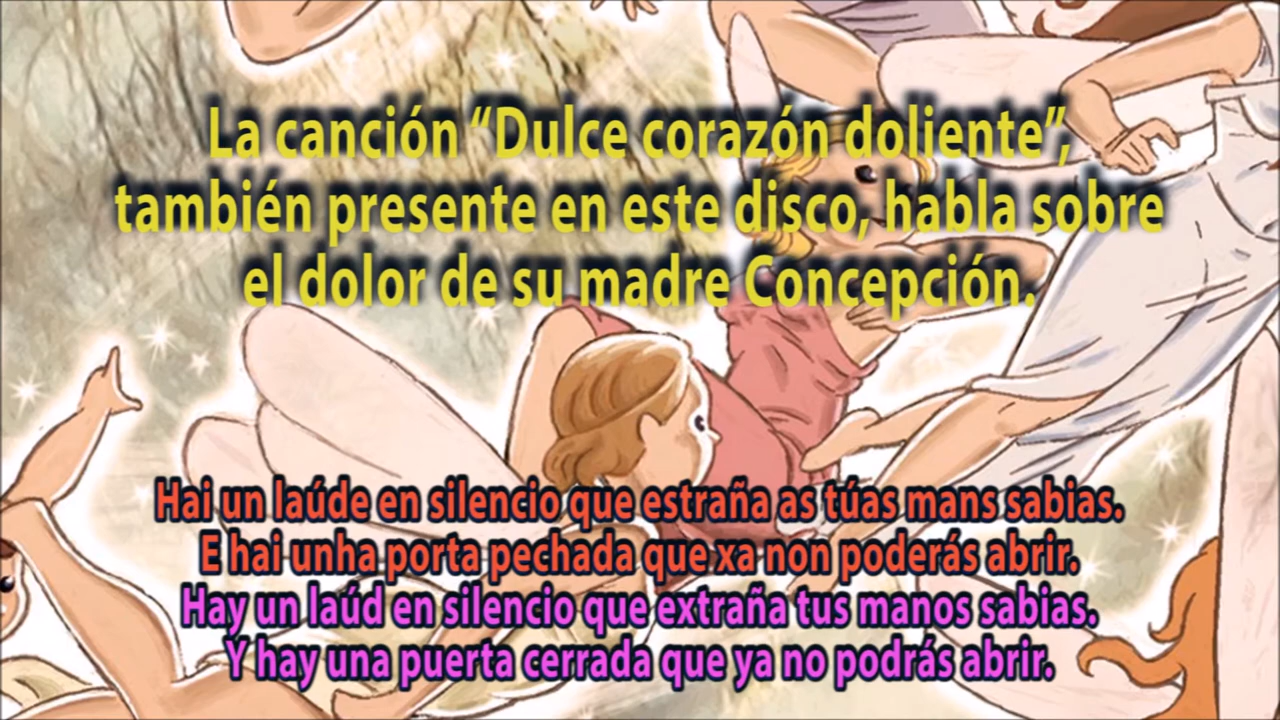 La canción “Dulce corazón doliente”,
también presente en este disco, habla sobre
el dolor de su madre Concepción.
Hai un laúde en silencio que estraña as túas mans sabias.
E hai unha porta pechada que xa non poderás abrir.
Hay un laúd en silencio que extraña tus manos sabias.
Y hay una puerta cerrada que ya no podrás abrir.